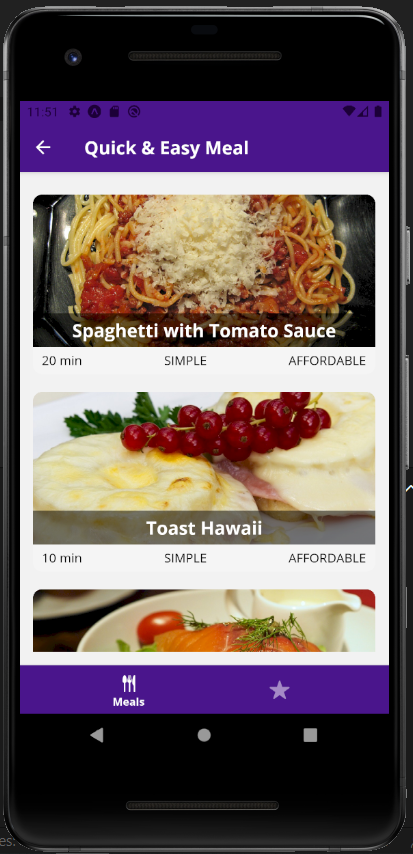 11:51
Quick & Easy Meal
Spaghetti with Tomato Sauce
20 min SIMPLE AFFORDABLE
Toast Hawaii
10 min SIMPLE AFFORDABLE
Meals
es: